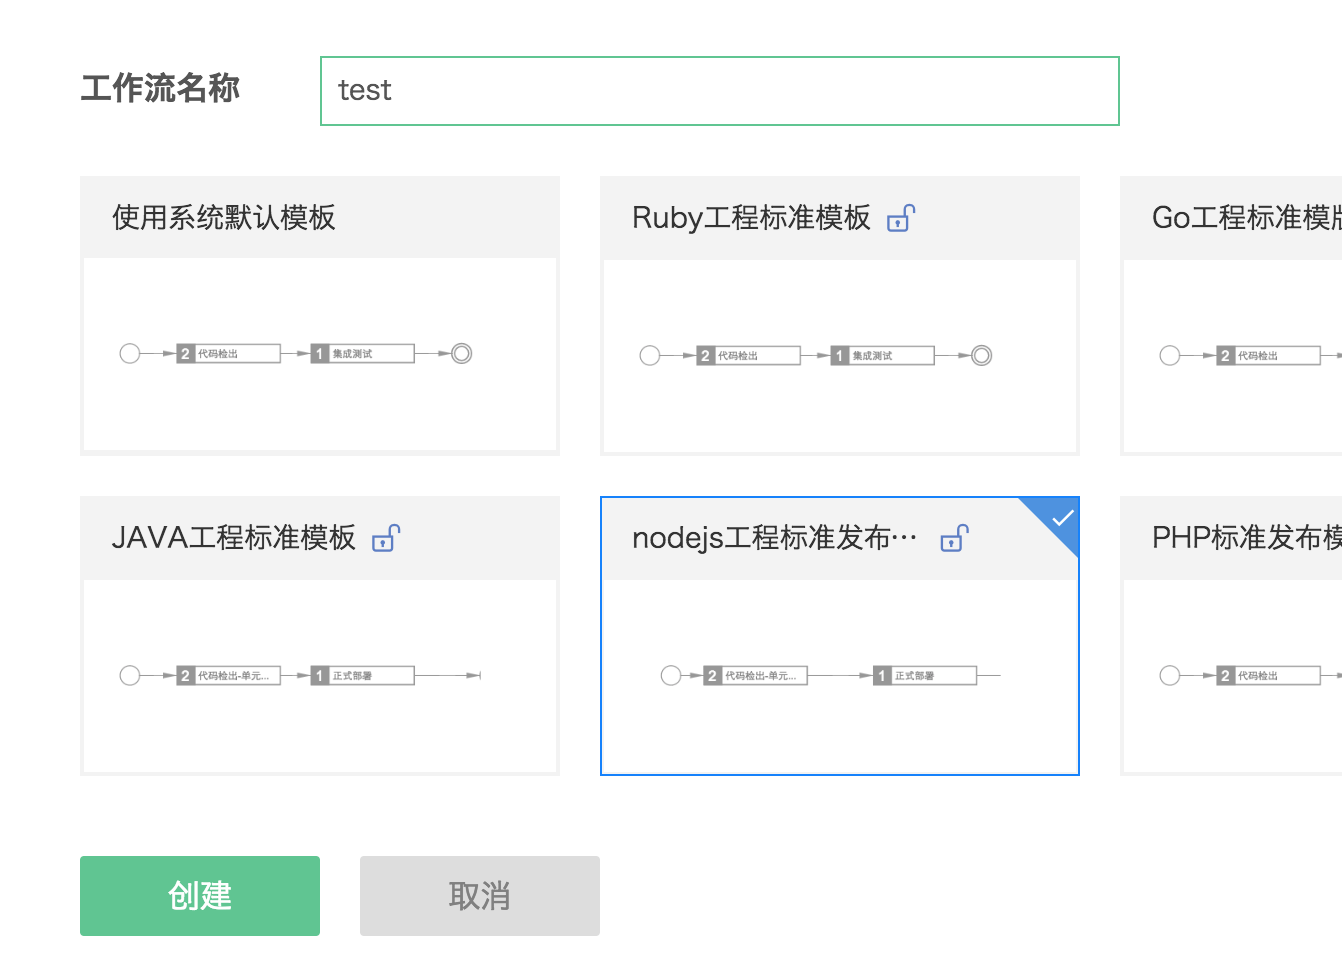 工作流名称
test
使用系统默认模板
Ruby工程标准模板
Go工程标准模
2 代码检出
1 集成测试
2 代码检出
1 集成测试
2 代码检出
JAVA工程标准模板
nodejs工程标准发布…
PHP标准发布模
2 代码检出-单元...
1 正式部署
2 代码检出-单元...
1 正式部署
2 代码检出
创建
取消